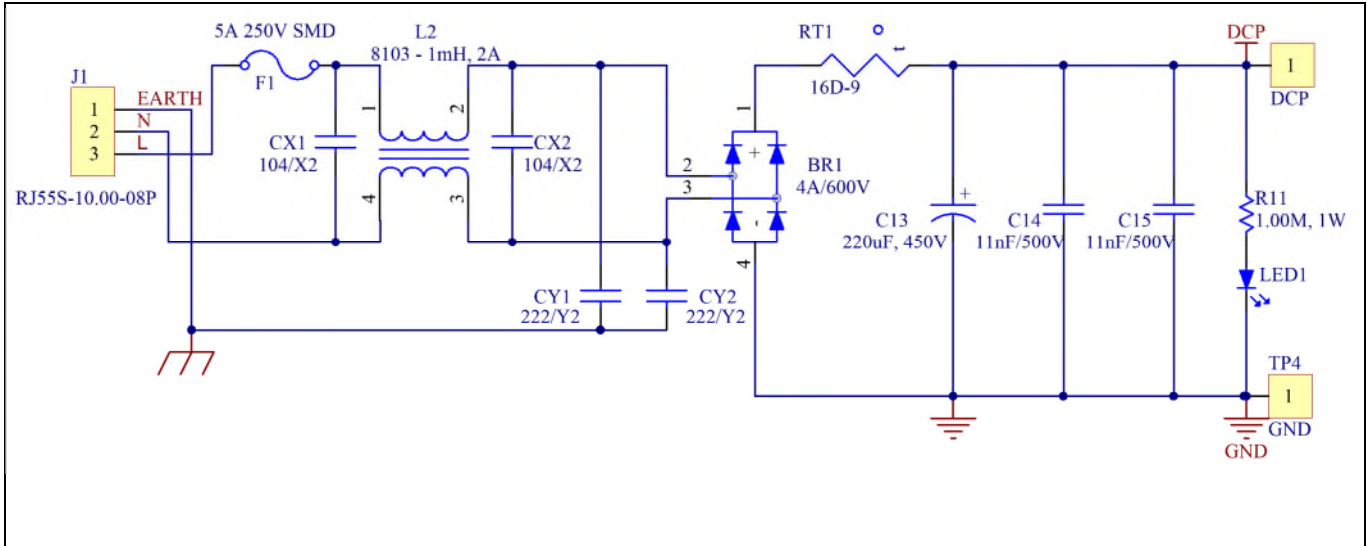 5A 250V SMD
F1
L2
8103 - 1mH, 2A
1
2
4
3
J1
1
2
3
EARTH
N
L
RJ55S-10.00-08P
CX1
104/X2
CX2
104/X2
CY1
222/Y2
CY2
222/Y2
RT1
t
16D-9
1
2
3
4
+
-
BR1
4A/600V
+
C13
220uF, 450V
C14
11nF/500V
C15
11nF/500V
DCP
1
DCP
R11
1.00M, 1W
LED1
TP4
1
GND
GND